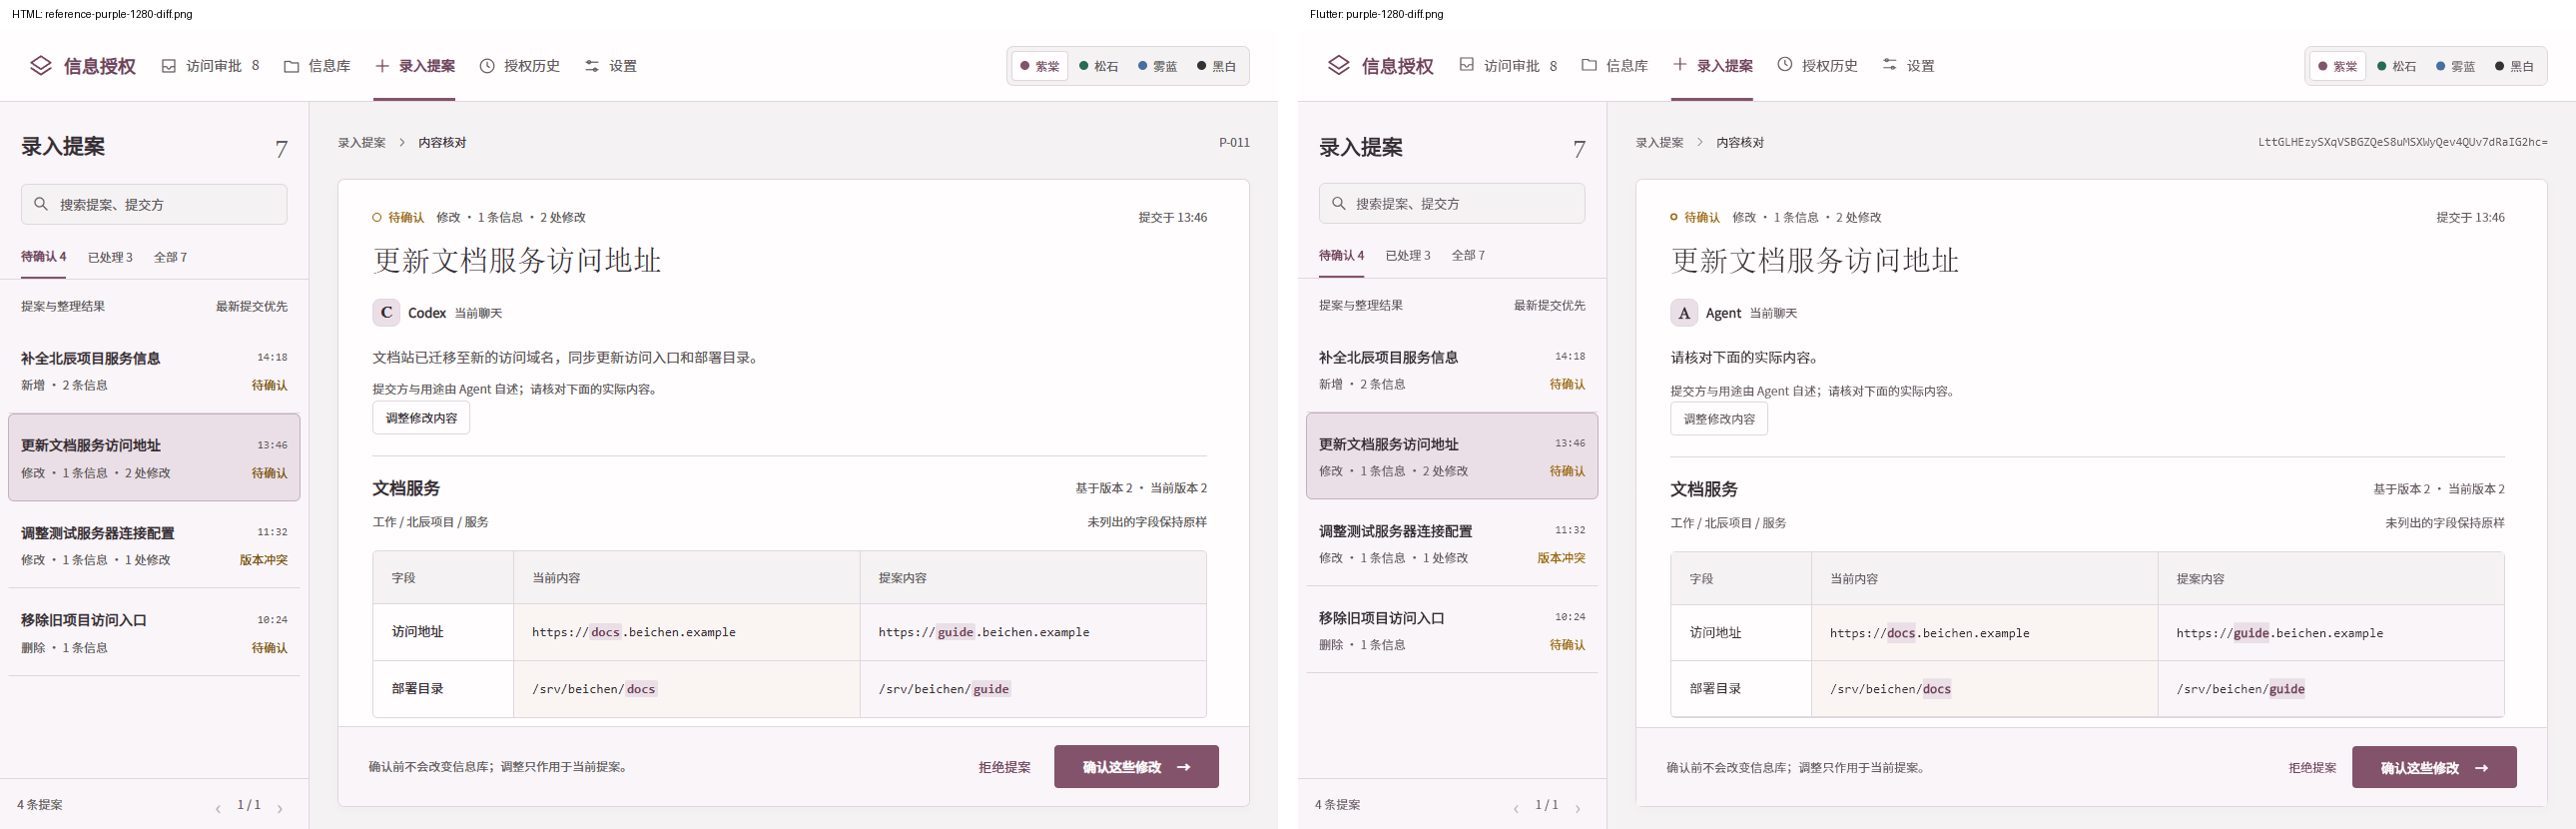 HTML: reference-purple-1280-diff.png
信息授权 访问审批 8 信息库 录入提案 授权历史 设置 紫棠 松石 雾蓝 黑白
录入提案 7
搜索提案、提交方
待确认 4 已处理 3 全部 7
提案与整理结果 最新提交优先
补全北辰项目服务信息 14:18
新增 · 2 条信息 待确认
更新文档服务访问地址 13:46
修改 · 1 条信息 · 2 处修改 待确认
调整测试服务器连接配置 11:32
修改 · 1 条信息 · 1 处修改 版本冲突
移除旧项目访问入口 10:24
删除 · 1 条信息 待确认
4 条提案 ‹ 1 / 1 ›
录入提案 > 内容核对 P-011
待确认 修改 · 1 条信息 · 2 处修改 提交于 13:46
更新文档服务访问地址
C Codex 当前聊天
文档站已迁移至新的访问域名，同步更新访问入口和部署目录。
提交方与用途由 Agent 自述；请核对下面的实际内容。
调整修改内容
文档服务 基于版本 2 · 当前版本 2
工作 / 北辰项目 / 服务 未列出的字段保持原样
字段 当前内容 提案内容
访问地址 https://docs.beichen.example https://guide.beichen.example
部署目录 /srv/beichen/docs /srv/beichen/guide
确认前不会改变信息库；调整只作用于当前提案。 拒绝提案 确认这些修改 →
Flutter: purple-1280-diff.png
信息授权 访问审批 8 信息库 录入提案 授权历史 设置 紫棠 松石 雾蓝 黑白
录入提案 7
搜索提案、提交方
待确认 4 已处理 3 全部 7
提案与整理结果 最新提交优先
补全北辰项目服务信息 14:18
新增 · 2 条信息 待确认
更新文档服务访问地址 13:46
修改 · 1 条信息 · 2 处修改 待确认
调整测试服务器连接配置 11:32
修改 · 1 条信息 · 1 处修改 版本冲突
移除旧项目访问入口 10:24
删除 · 1 条信息 待确认
4 条提案 ‹ 1 / 1 ›
录入提案 > 内容核对 LttGLHEzySXqVSBGZQeS8uMSXWyQev4QUv7dRaIG2hc=
待确认 修改 · 1 条信息 · 2 处修改 提交于 13:46
更新文档服务访问地址
A Agent 当前聊天
请核对下面的实际内容。
提交方与用途由 Agent 自述；请核对下面的实际内容。
调整修改内容
文档服务 基于版本 2 · 当前版本 2
工作 / 北辰项目 / 服务 未列出的字段保持原样
字段 当前内容 提案内容
访问地址 https://docs.beichen.example https://guide.beichen.example
部署目录 /srv/beichen/docs /srv/beichen/guide
确认前不会改变信息库；调整只作用于当前提案。 拒绝提案 确认这些修改 →